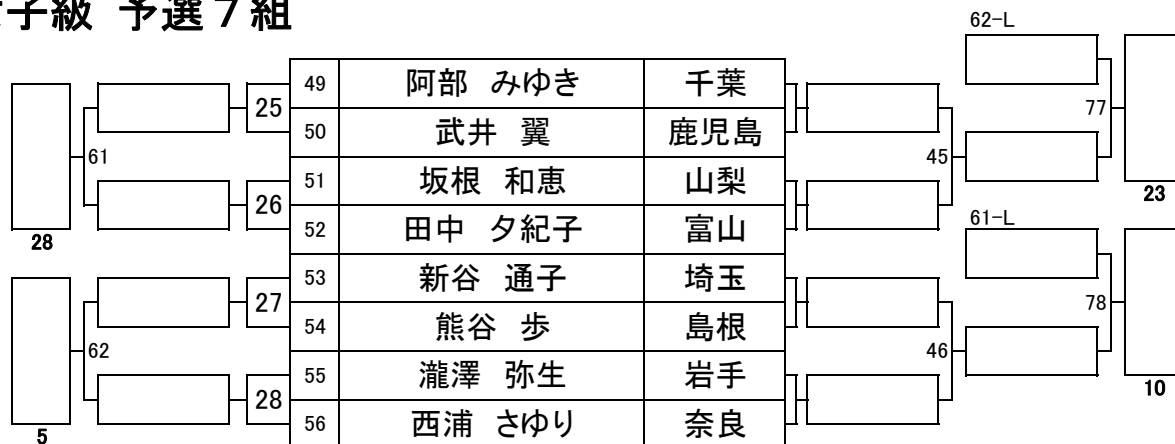 子級 予選７組
62-L
49 阿部 みゆき 千葉
25
77
50 武井 翼 鹿児島
61
45
51 坂根 和恵 山梨
26
23
52 田中 夕紀子 富山
61-L
28
53 新谷 通子 埼玉
27
78
54 熊谷 歩 島根
62
46
55 瀧澤 弥生 岩手
28
10
56 西浦 さゆり 奈良
5